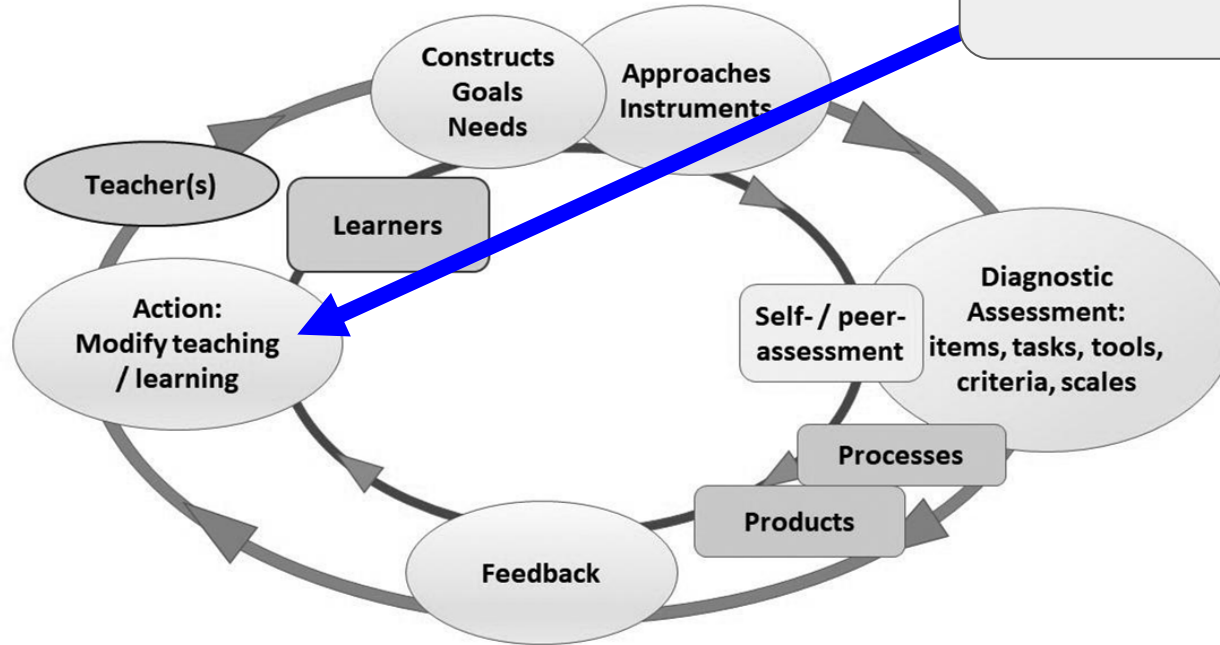 Constructs
Goals
Needs
Approaches
Instruments
Teacher(s)
Learners
Action:
Modify teaching
/ learning
Self- / peer-
assessment
Diagnostic
Assessment:
items, tasks, tools,
criteria, scales
Processes
Products
Feedback